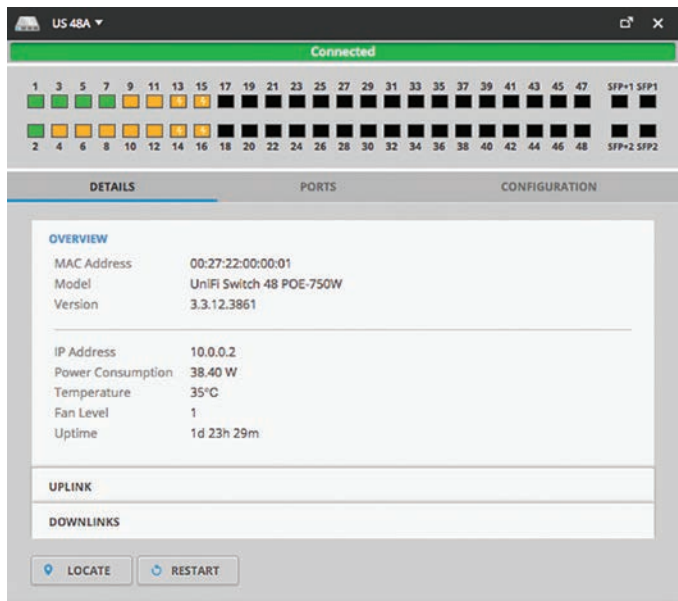 US 48A
Connected
1 3 5 7 9 11 13 15 17 19 21 23 25 27 29 31 33 35 37 39 41 43 45 47 SFP+1 SFP1
2 4 6 8 10 12 14 16 18 20 22 24 26 28 30 32 34 36 38 40 42 44 46 48 SFP+2 SFP2
DETAILS PORTS CONFIGURATION
OVERVIEW
MAC Address 00:27:22:00:00:01
Model UniFi Switch 48 POE-750W
Version 3.3.12.3861
IP Address 10.0.0.2
Power Consumption 38.40 W
Temperature 35°C
Fan Level 1
Uptime 1d 23h 29m
UPLINK
DOWNLINKS
LOCATE RESTART